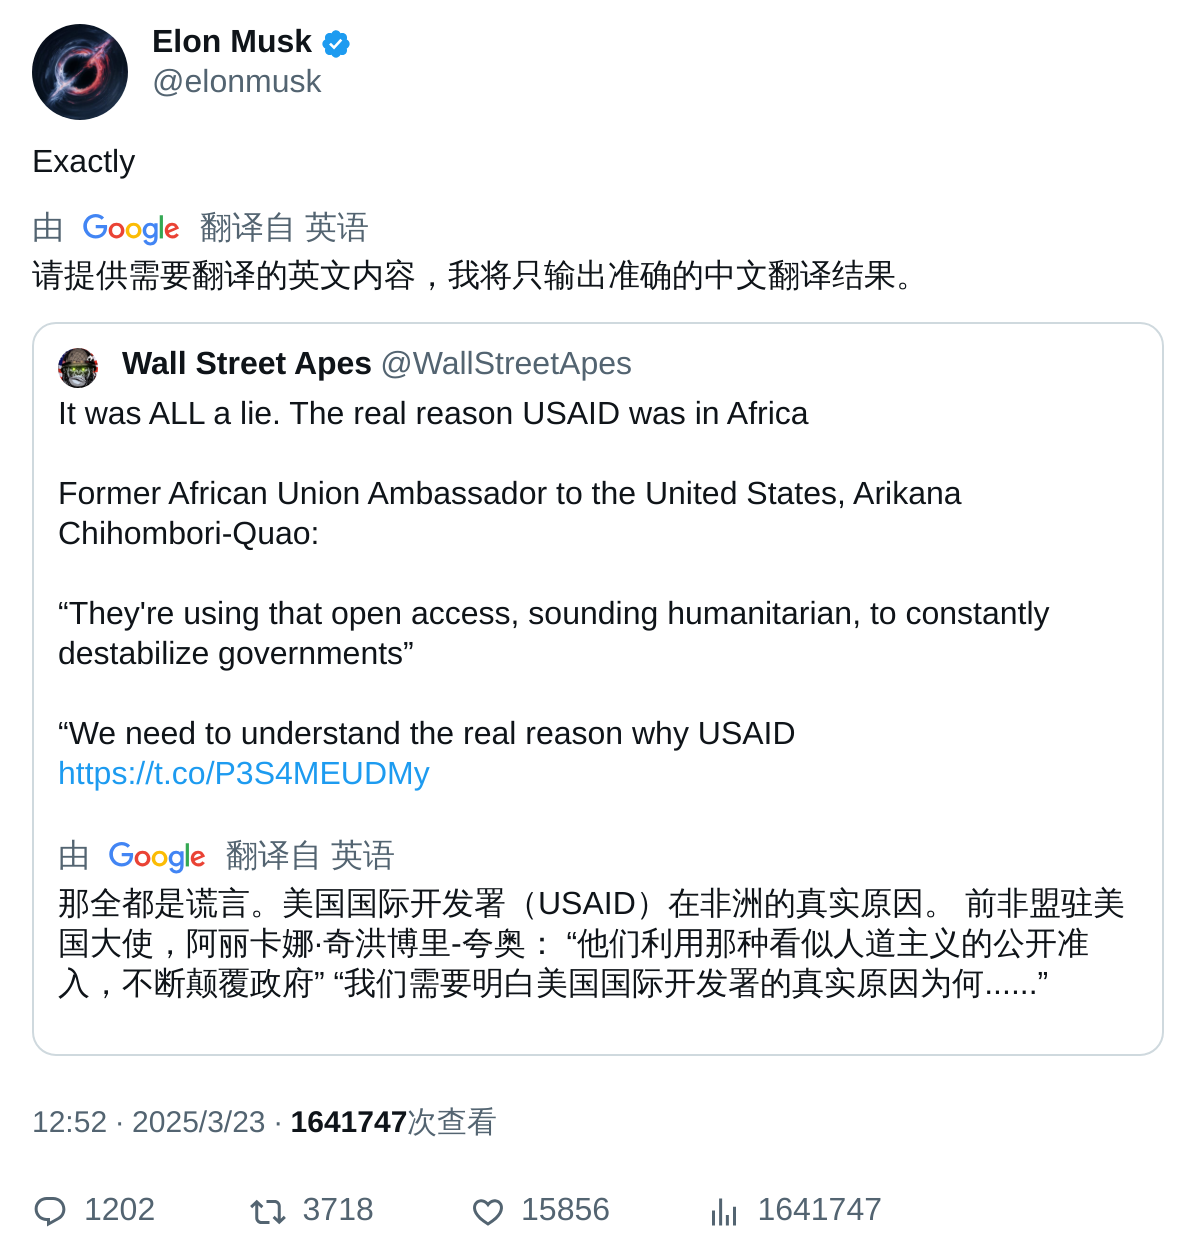 Elon Musk
@elonmusk
Exactly
由 Google 翻译自 英语
请提供需要翻译的英文内容，我将只输出准确的中文翻译结果。
Wall Street Apes @WallStreetApes
It was ALL a lie. The real reason USAID was in Africa
Former African Union Ambassador to the United States, Arikana
Chihombori-Quao:
“They're using that open access, sounding humanitarian, to constantly
destabilize governments”
“We need to understand the real reason why USAID
https://t.co/P3S4MEUDMy
由 Google 翻译自 英语
那全都是谎言。美国国际开发署（USAID）在非洲的真实原因。 前非盟驻美
国大使，阿丽卡娜·奇洪博里-夸奥： “他们利用那种看似人道主义的公开准
入，不断颠覆政府” “我们需要明白美国国际开发署的真实原因为何......”
12:52 · 2025/3/23 · 1641747次查看
1202 3718 15856 1641747